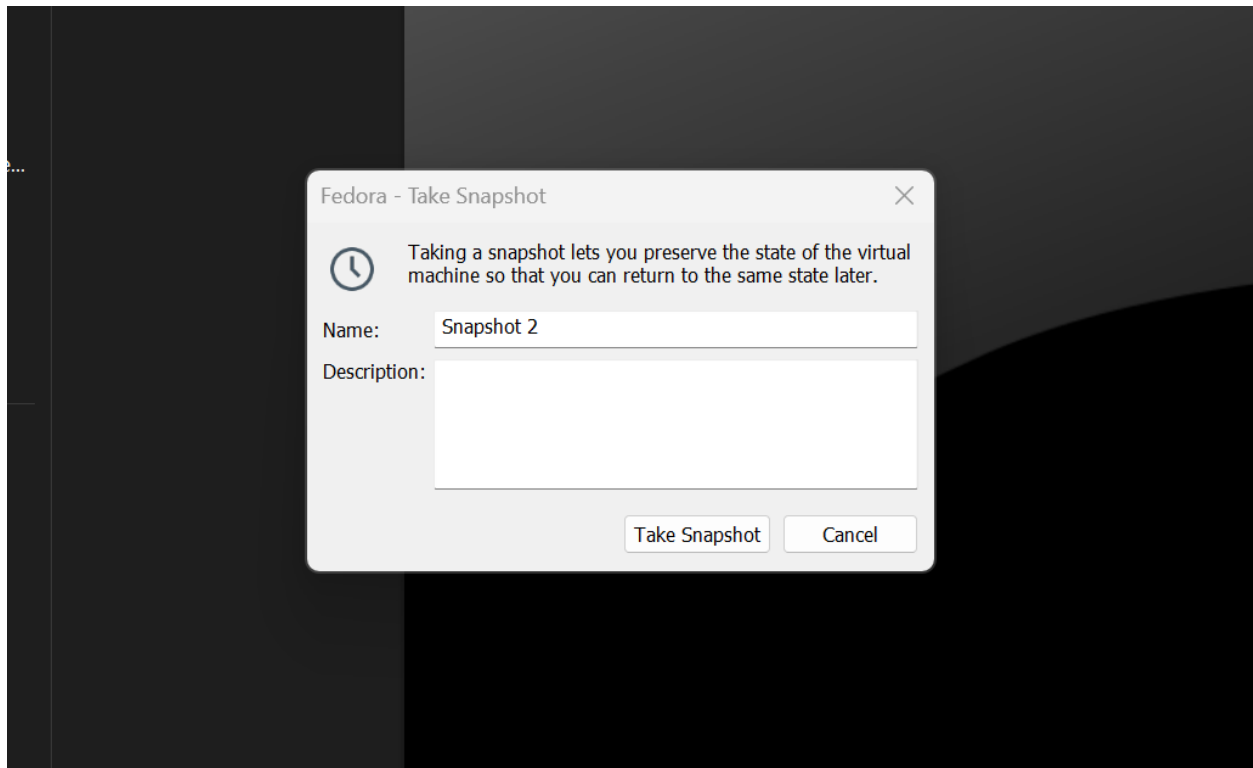 Fedora - Take Snapshot
Taking a snapshot lets you preserve the state of the virtual
machine so that you can return to the same state later.
Name:
Snapshot 2
Description:
Take Snapshot
Cancel